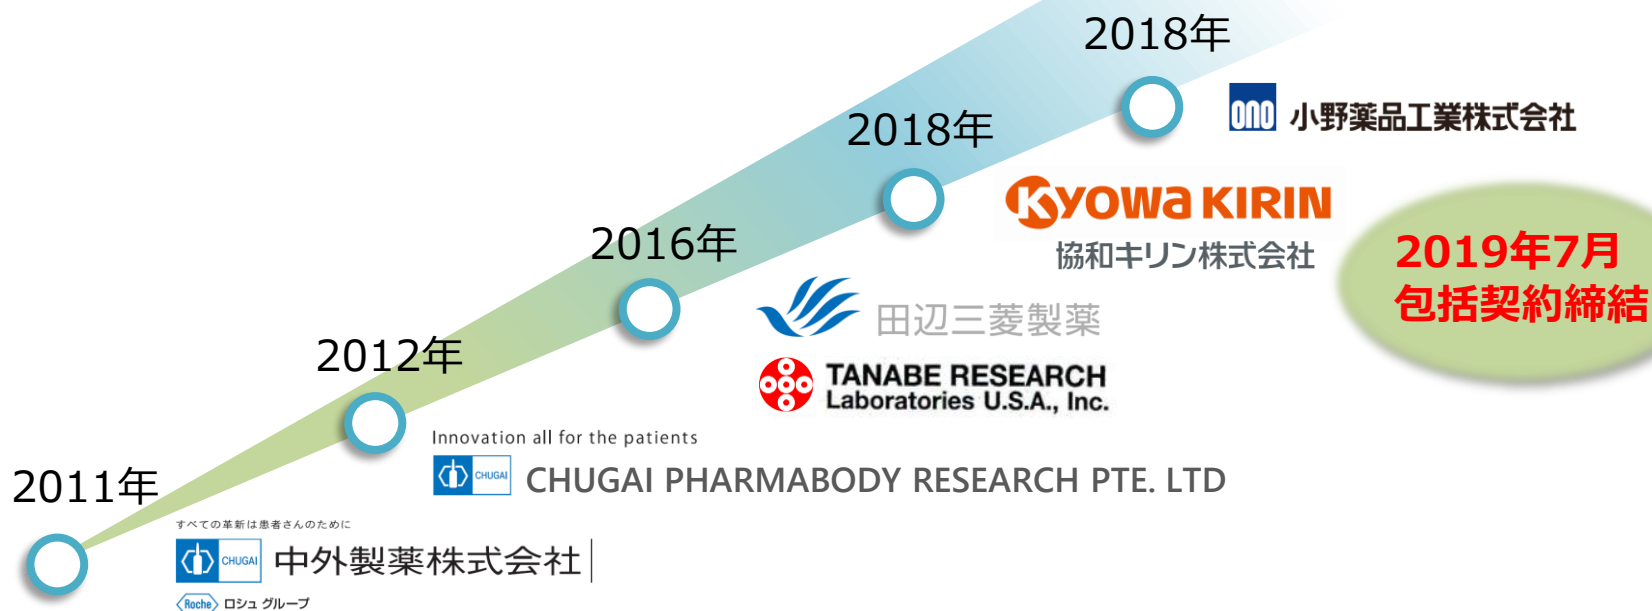 2018年
ono 小野薬品工業株式会社
2018年
KYOWA KIRIN
協和キリン株式会社
2019年7月
包括契約締結
2016年
田辺三菱製薬
TANABE RESEARCH
Laboratories U.S.A., Inc.
2012年
Innovation all for the patients
CHUGAI CHUGAI PHARMABODY RESEARCH PTE. LTD
2011年
すべての革新は患者さんのために
CHUGAI 中外製薬株式会社
Roche ロシュ グループ